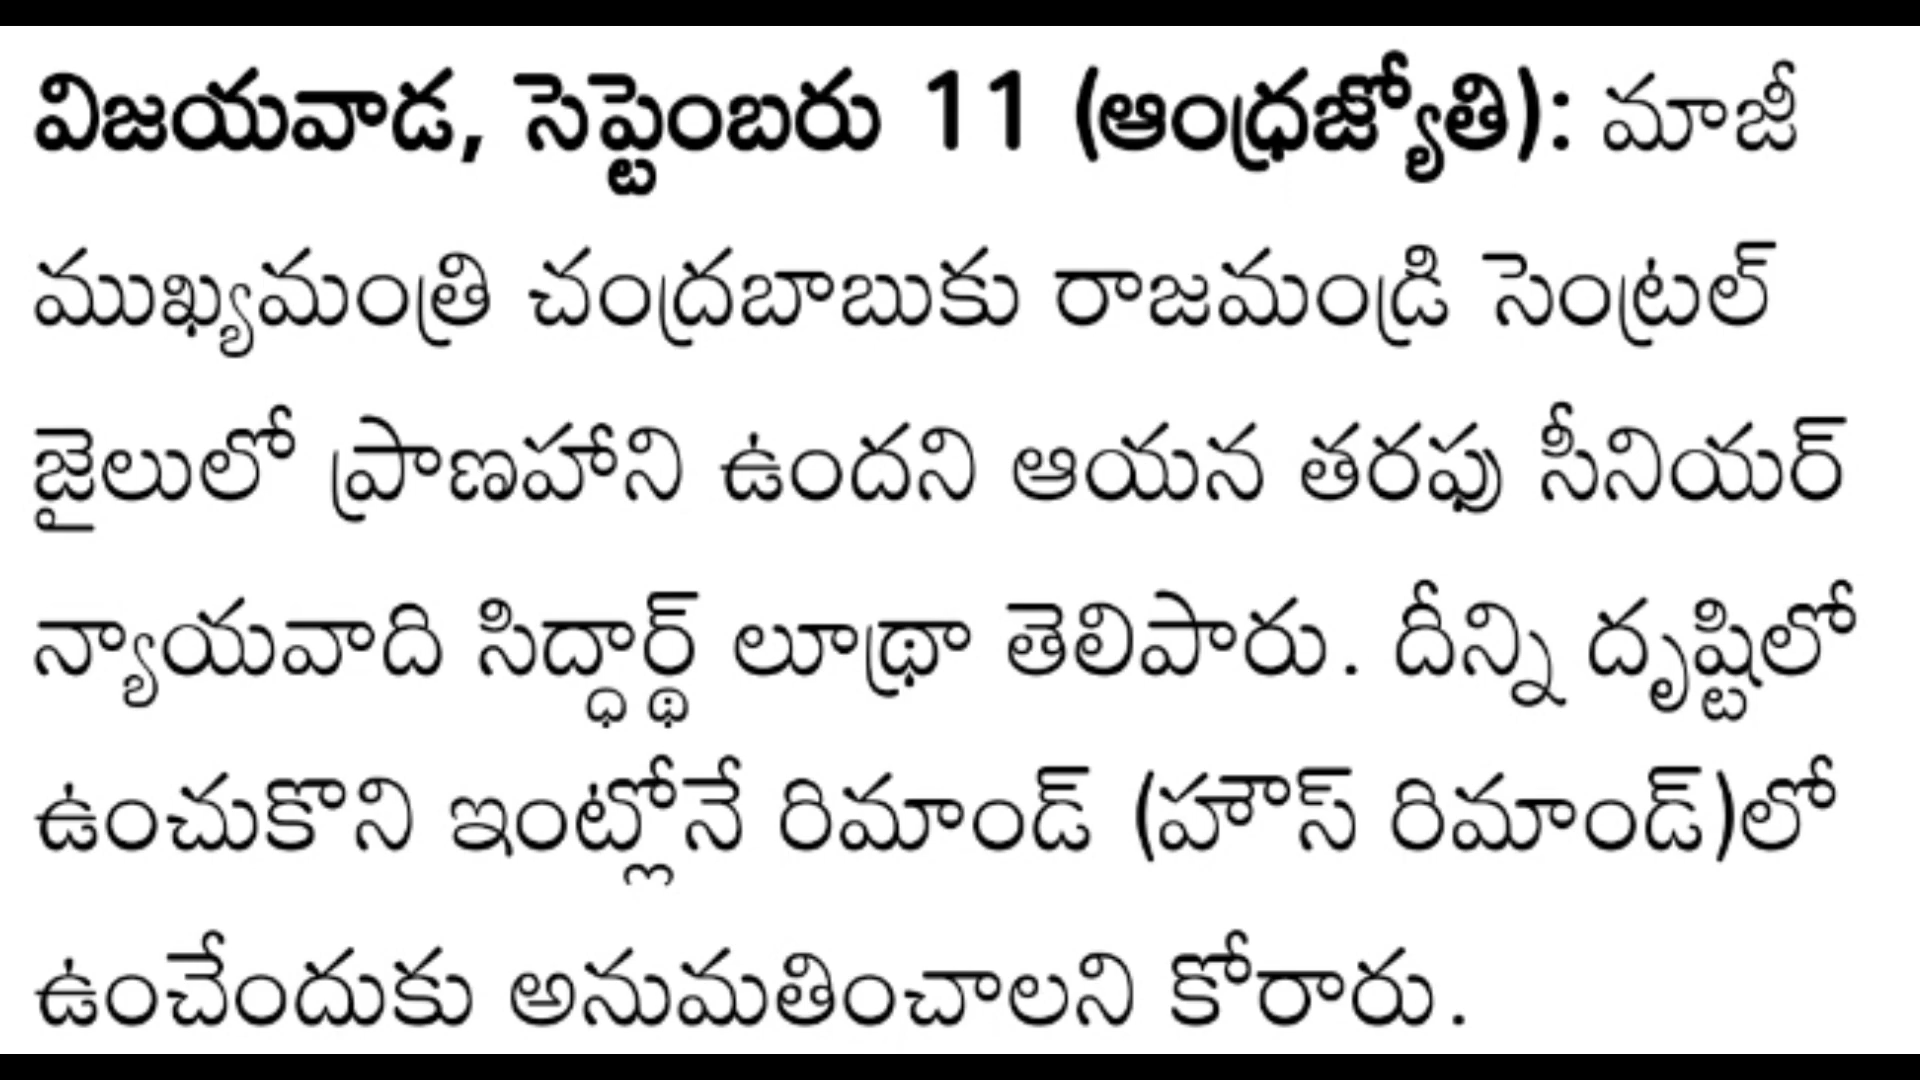 విజయవాడ, సెప్టెంబరు 11 (ఆంధ్రజ్యోతి): మాజీ
ముఖ్యమంత్రి చంద్రబాబుకు రాజమండ్రి సెంట్రల్
జైలులో ప్రాణహాని ఉందని ఆయన తరఫు సీనియర్
న్యాయవాది సిద్ధార్థ్ లూథ్రా తెలిపారు. దీన్ని దృష్టిలో
ఉంచుకొని ఇంట్లోనే రిమాండ్ (హౌస్ రిమాండ్)లో
ఉంచేందుకు అనుమతించాలని కోరారు.